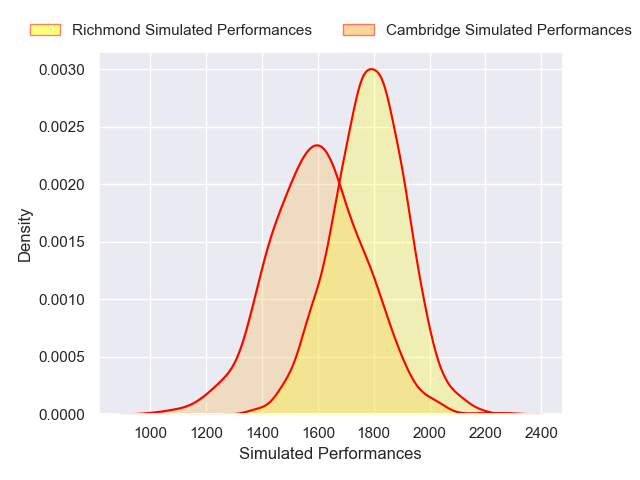 Richmond Simulated Performances Cambridge Simulated Performances
0.0030
0.0025
0.0020
0.0015
0.0010
0.0005
0.0000
Density
1000 1200 1400 1600 1800 2000 2200 2400
Simulated Performances